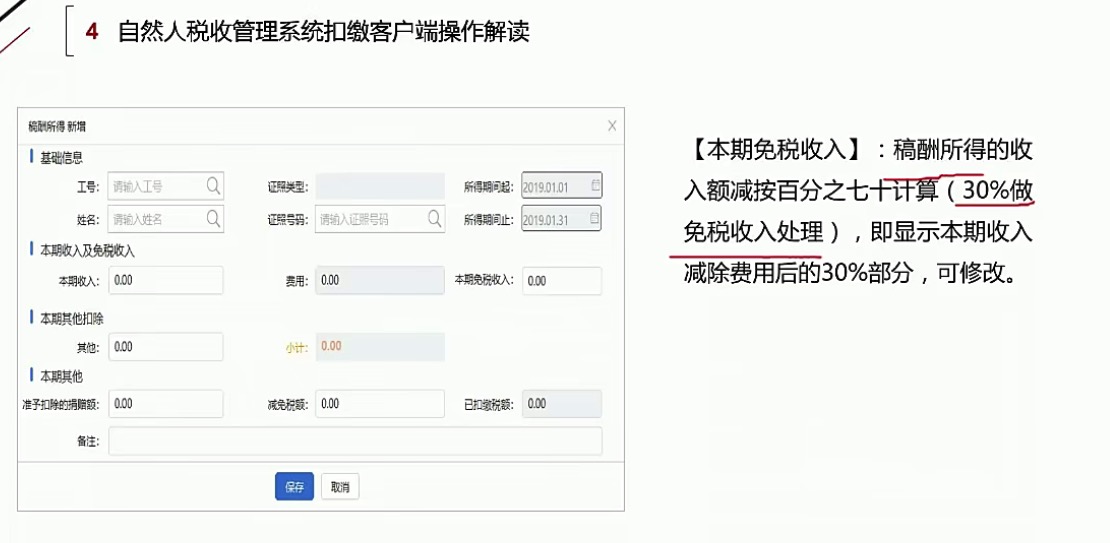 4 自然人税收管理系统扣缴客户端操作解读
稿酬所得 新增
基础信息
工号： 请输入工号 证照类型： 所得期间起： 2019.01.01
姓名： 请输入姓名 证照号码： 请输入证照号码 所得期间止： 2019.01.31
本期收入及免税收入
本期收入： 0.00 费用： 0.00 本期免税收入： 0.00
本期其他扣除
其他： 0.00 小计： 0.00
本期其他
准予扣除的捐赠额： 0.00 减免税额： 0.00 已扣缴税额： 0.00
备注：
保存 取消
【本期免税收入】：稿酬所得的收
入额减按百分之七十计算（30%做
免税收入处理），即显示本期收入
减除费用后的30%部分，可修改。